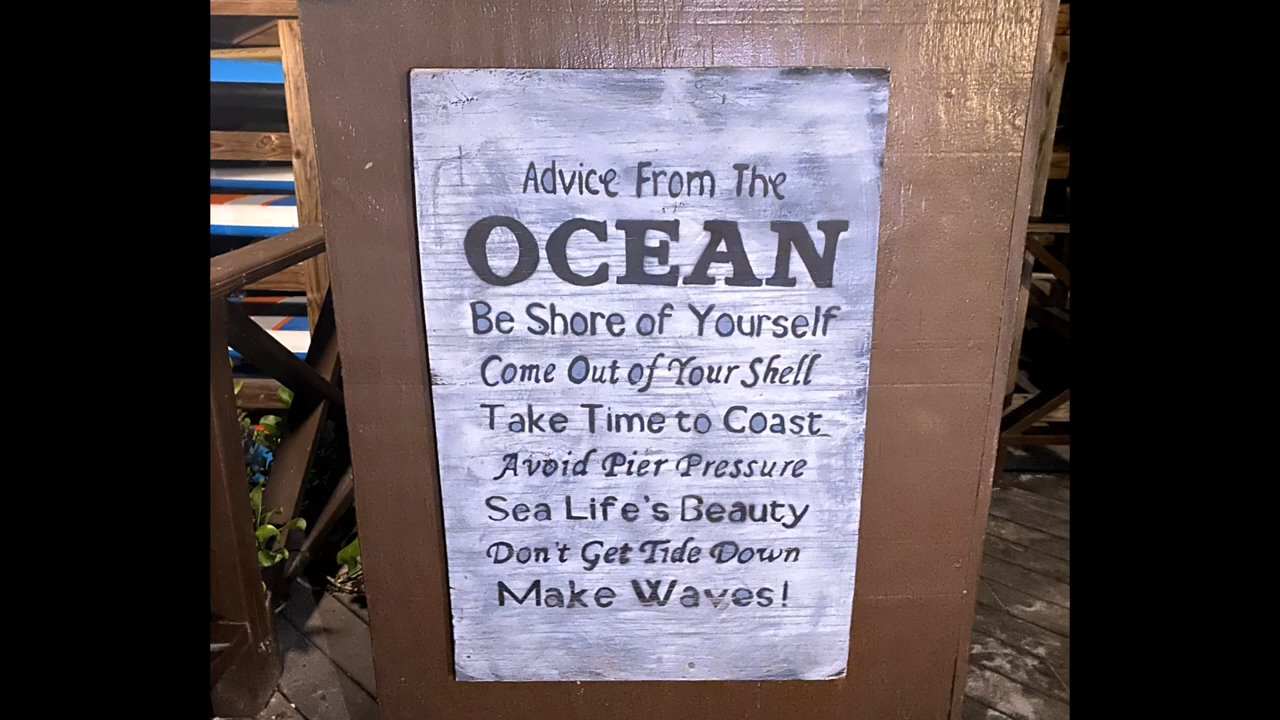 Advice From The
OCEAN
Be Shore of Yourself
Come Out of Your Shell
Take Time to Coast
Avoid Pier Pressure
Sea Life's Beauty
Don't Get Tide Down
Make Waves!